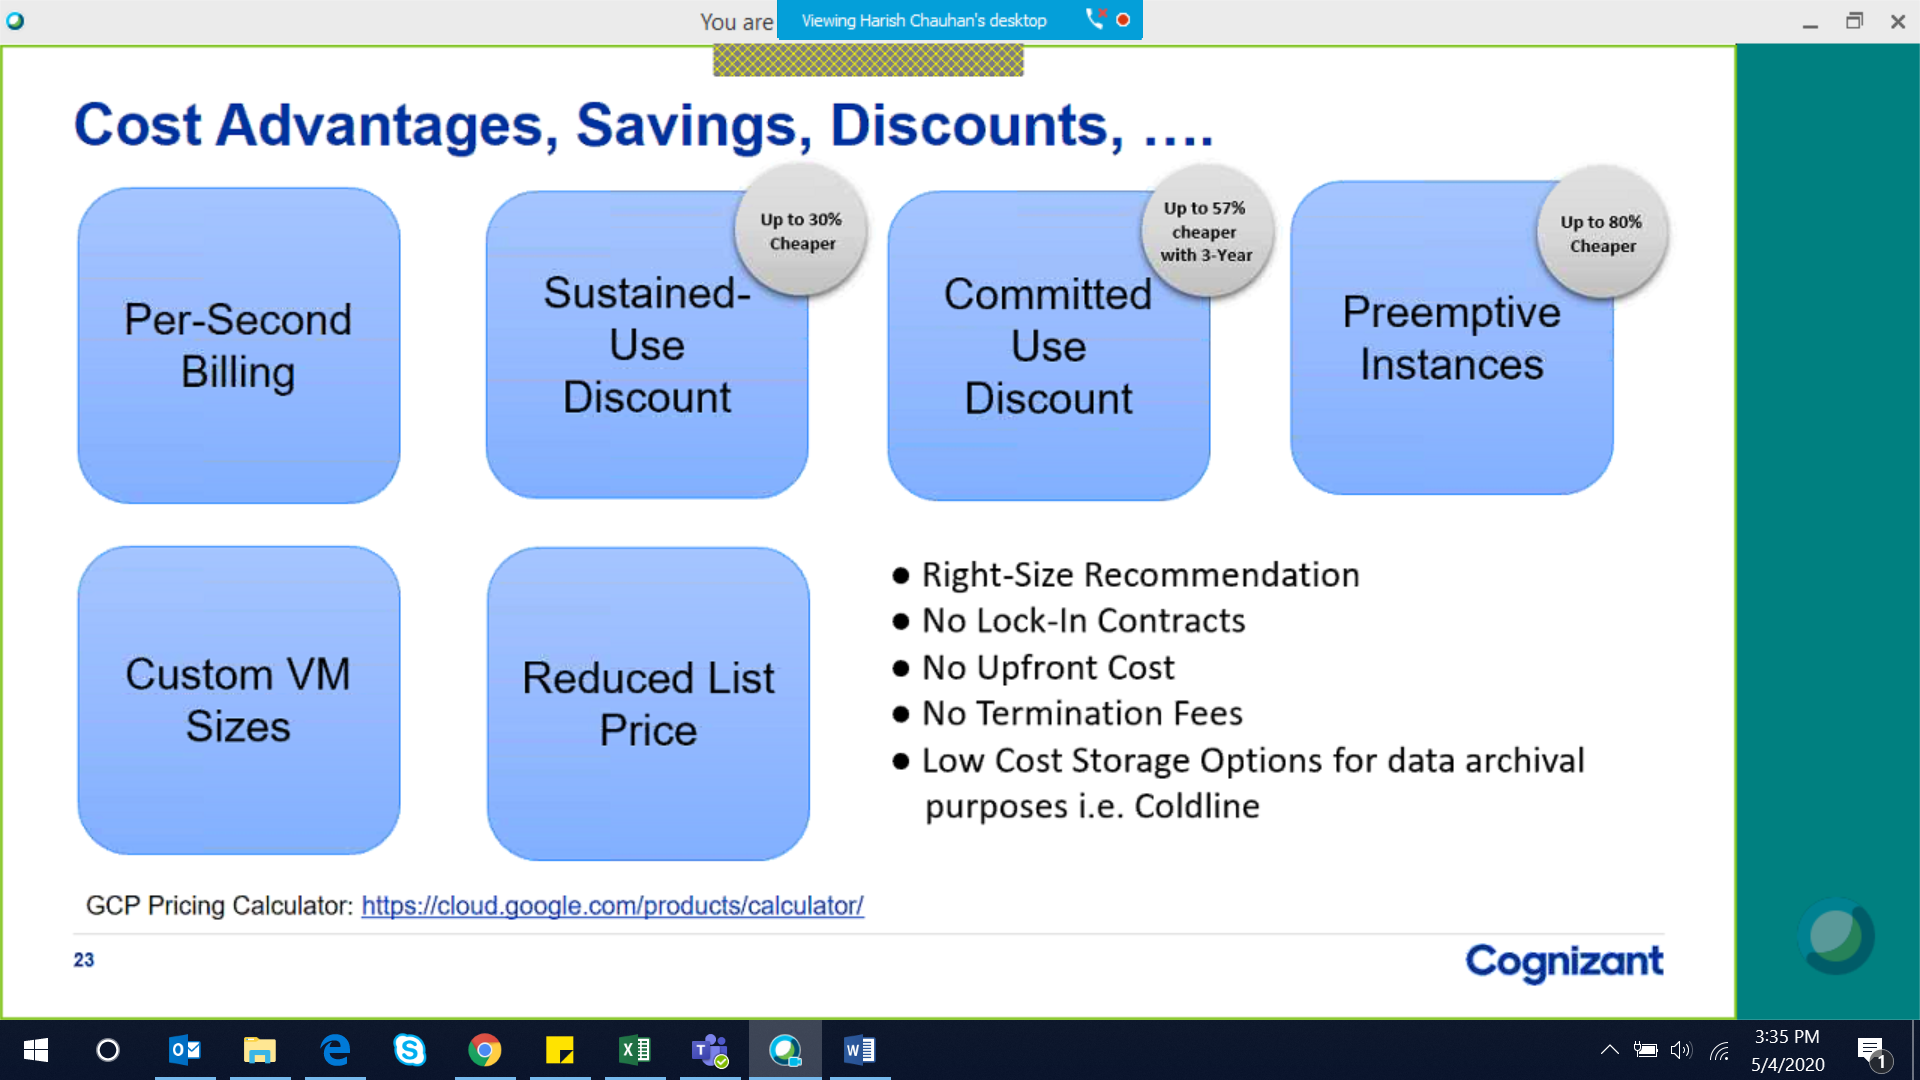 You are
Viewing Harish Chauhan's desktop
Cost Advantages, Savings, Discounts, ....
Per-Second
Billing
Up to 30%
Cheaper
Sustained-
Use
Discount
Up to 57%
cheaper
with 3-Year
Committed
Use
Discount
Up to 80%
Cheaper
Preemptive
Instances
Custom VM
Sizes
Reduced List
Price
● Right-Size Recommendation
● No Lock-In Contracts
● No Upfront Cost
● No Termination Fees
● Low Cost Storage Options for data archival
purposes i.e. Coldline
GCP Pricing Calculator: https://cloud.google.com/products/calculator/
23
Cognizant
3:35 PM
5/4/2020
1